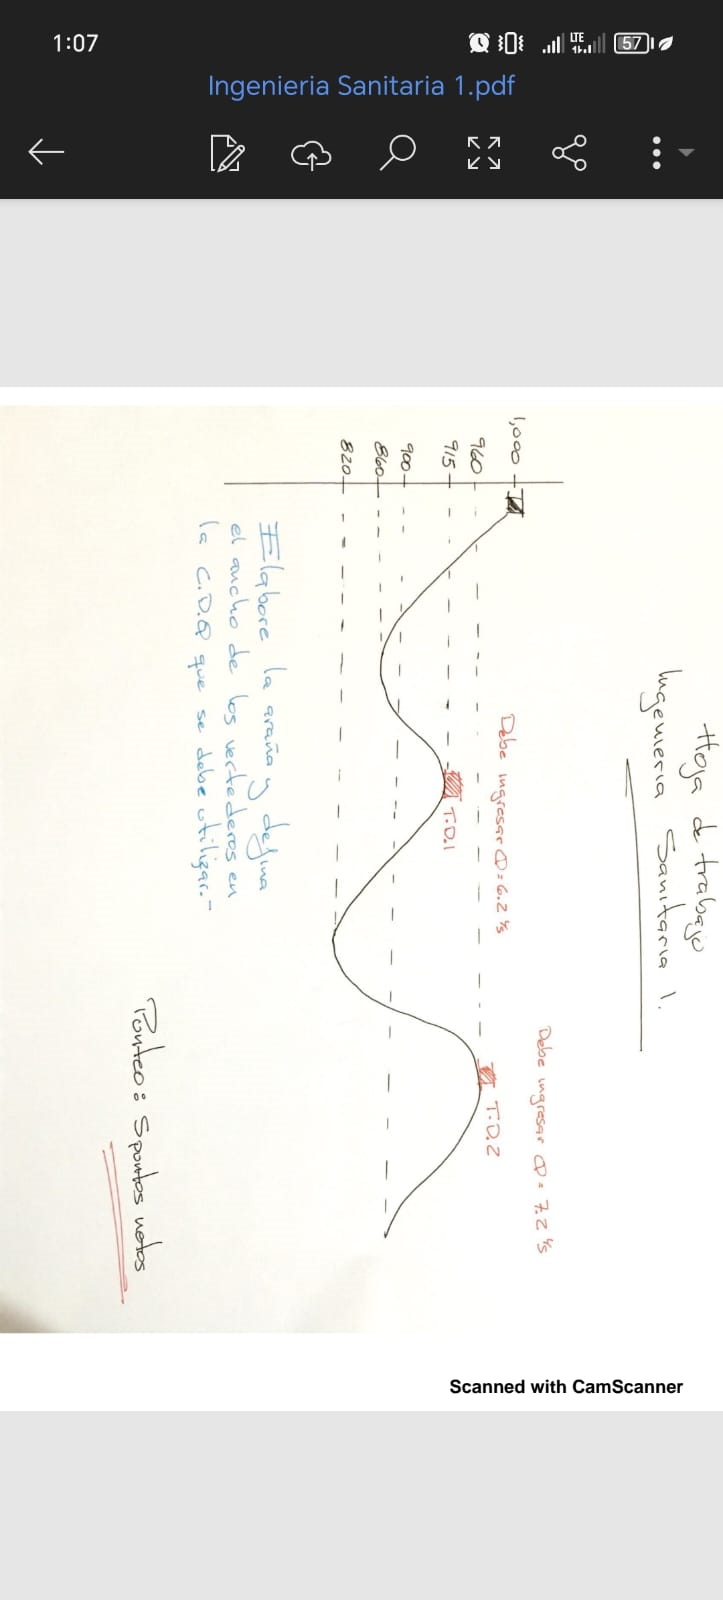 1:07
LTE
57
Ingenieria Sanitaria 1.pdf
Hoja de trabajo
Ingenieria Sanitaria 1.
Debe ingresar Q = 7.2 l/s
Debe ingresar Q = 6.2 l/s
1,000
960
T.D.2
915
T.D.1
900
860
820
Elabore la araña y defina
el ancho de los vertederos en
la C.D.Q que se debe utilizar.-
Punteo: 5 puntos netos
Scanned with CamScanner